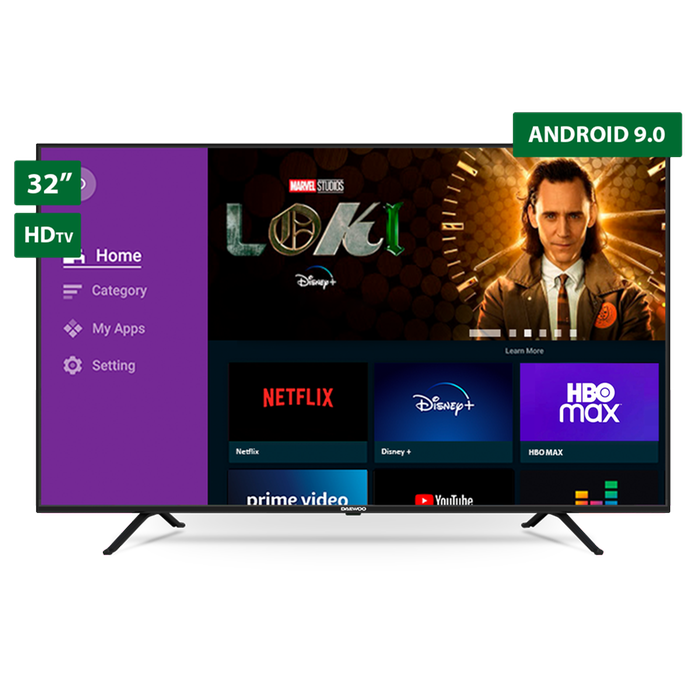 ANDROID 9.0
32"
HDTV
MARVEL STUDIOS
LOKI
Disney+
Home
Category
My Apps
Setting
Learn More
NETFLIX
Disney+
HBO
max
Netflix
Disney +
HBO MAX
prime video
YouTube
DAEWOO